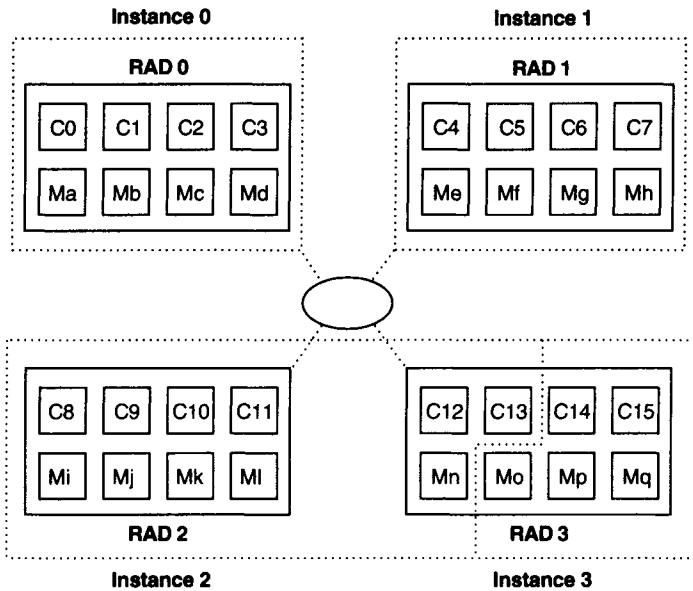 Instance 0
Instance 1
RAD 0
RAD 1
C0 C1 C2 C3
C4 C5 C6 C7
Ma Mb Mc Md
Me Mf Mg Mh
C8 C9 C10 C11
C12 C13 C14 C15
Mi Mj Mk Ml
Mn Mo Mp Mq
RAD 2
RAD 3
Instance 2
Instance 3